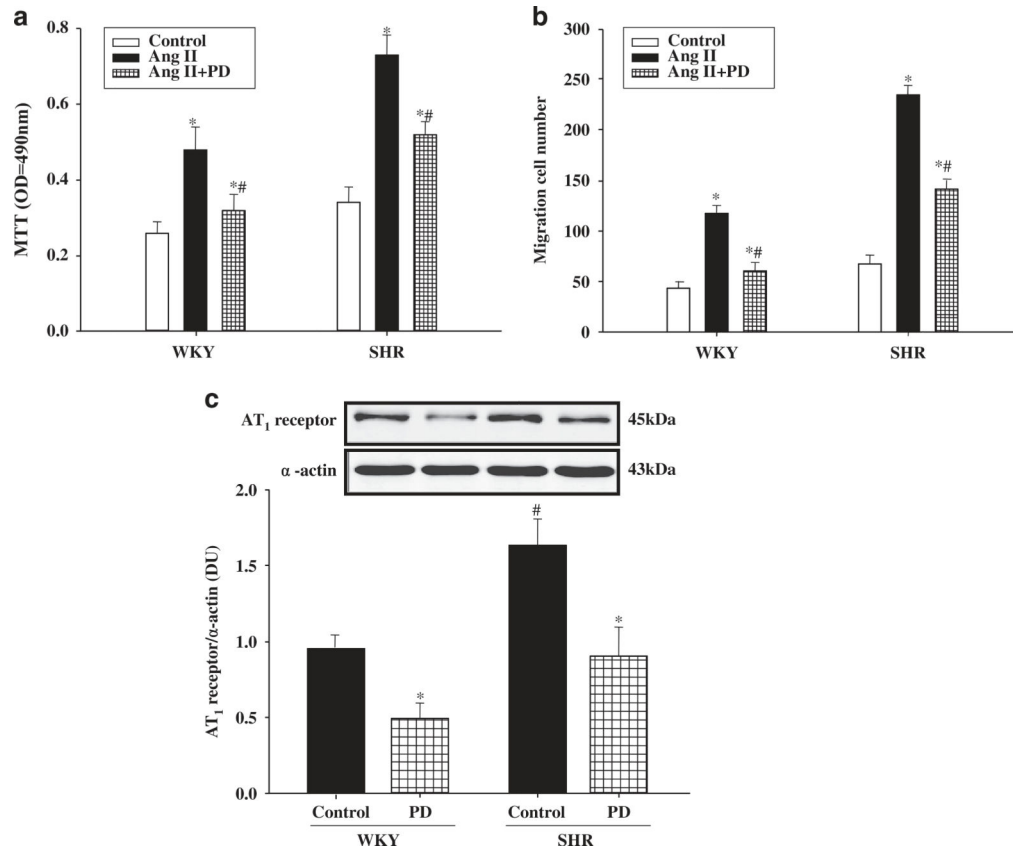 a
Control
Ang II
Ang II+PD
MTT (OD=490nm)
0.8
0.6
0.4
0.2
0.0
*
*#
*
*#
WKY
SHR
b
Control
Ang II
Ang II+PD
Migration cell number
300
250
200
150
100
50
0
*
*#
*
*#
WKY
SHR
c
AT1 receptor
45kDa
α -actin
43kDa
AT1 receptor/α-actin (DU)
2.0
1.5
1.0
0.5
0.0
*
#
*
Control PD Control PD
WKY SHR